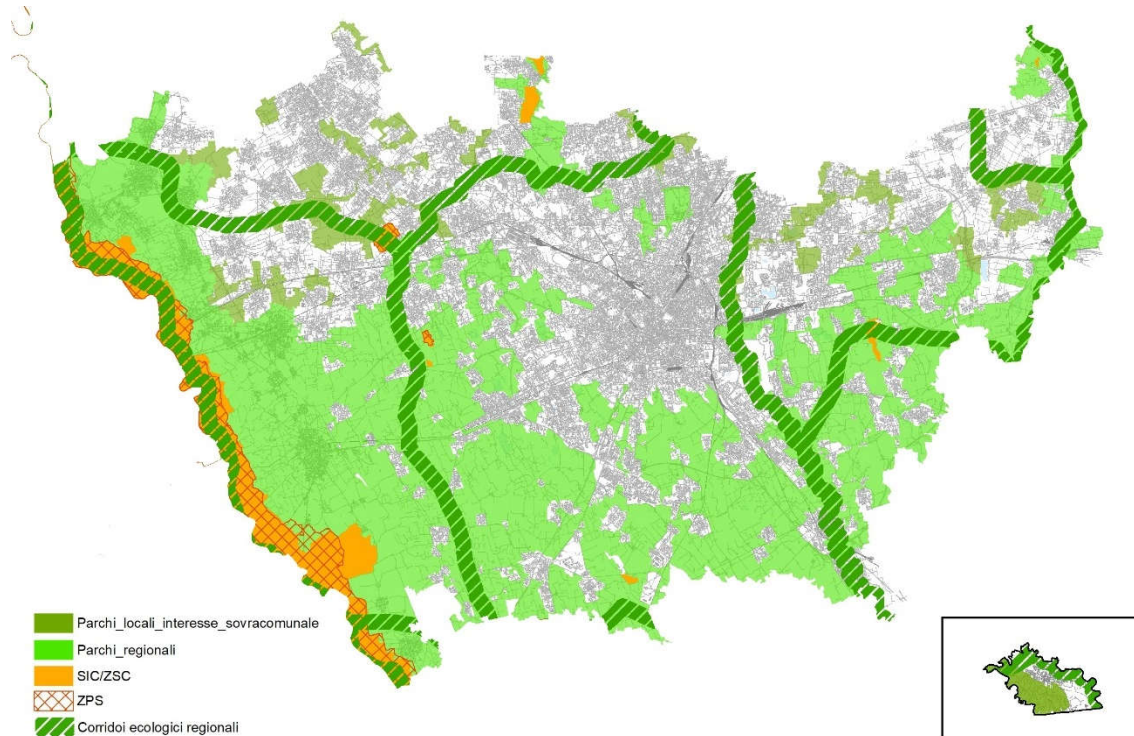 Parchi_locali_interesse_sovracomunale
Parchi_regionali
SIC/ZSC
ZPS
Corridoi ecologici regionali